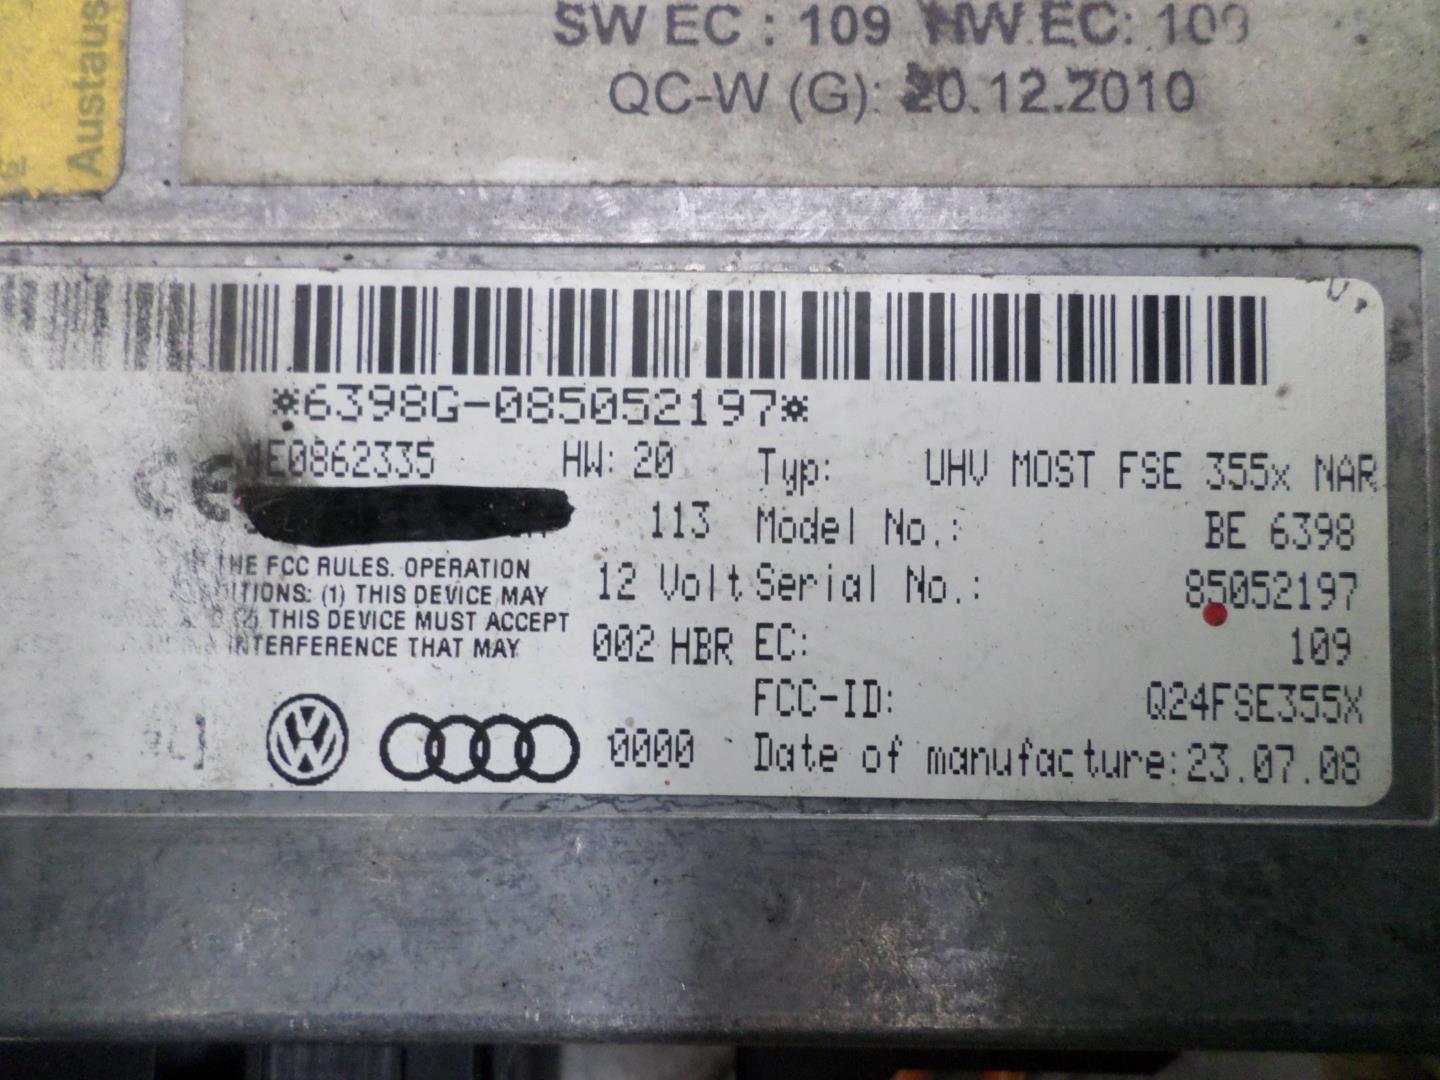 Austaus
SW EC : 109 HW EC: 109
QC-W (G): 20.12.2010
*6398G-085052197*
4E0862335 HW: 20 Typ: UHV MOST FSE 355x NAR
CE 113 Model No.: BE 6398
THE FCC RULES. OPERATION
12 Volt Serial No.: 85052197
(1) THIS DEVICE MAY
THIS DEVICE MUST ACCEPT
002 HBR EC: 109
INTERFERENCE THAT MAY
FCC-ID: Q24FSE355X
0000 Date of manufacture: 23.07.08